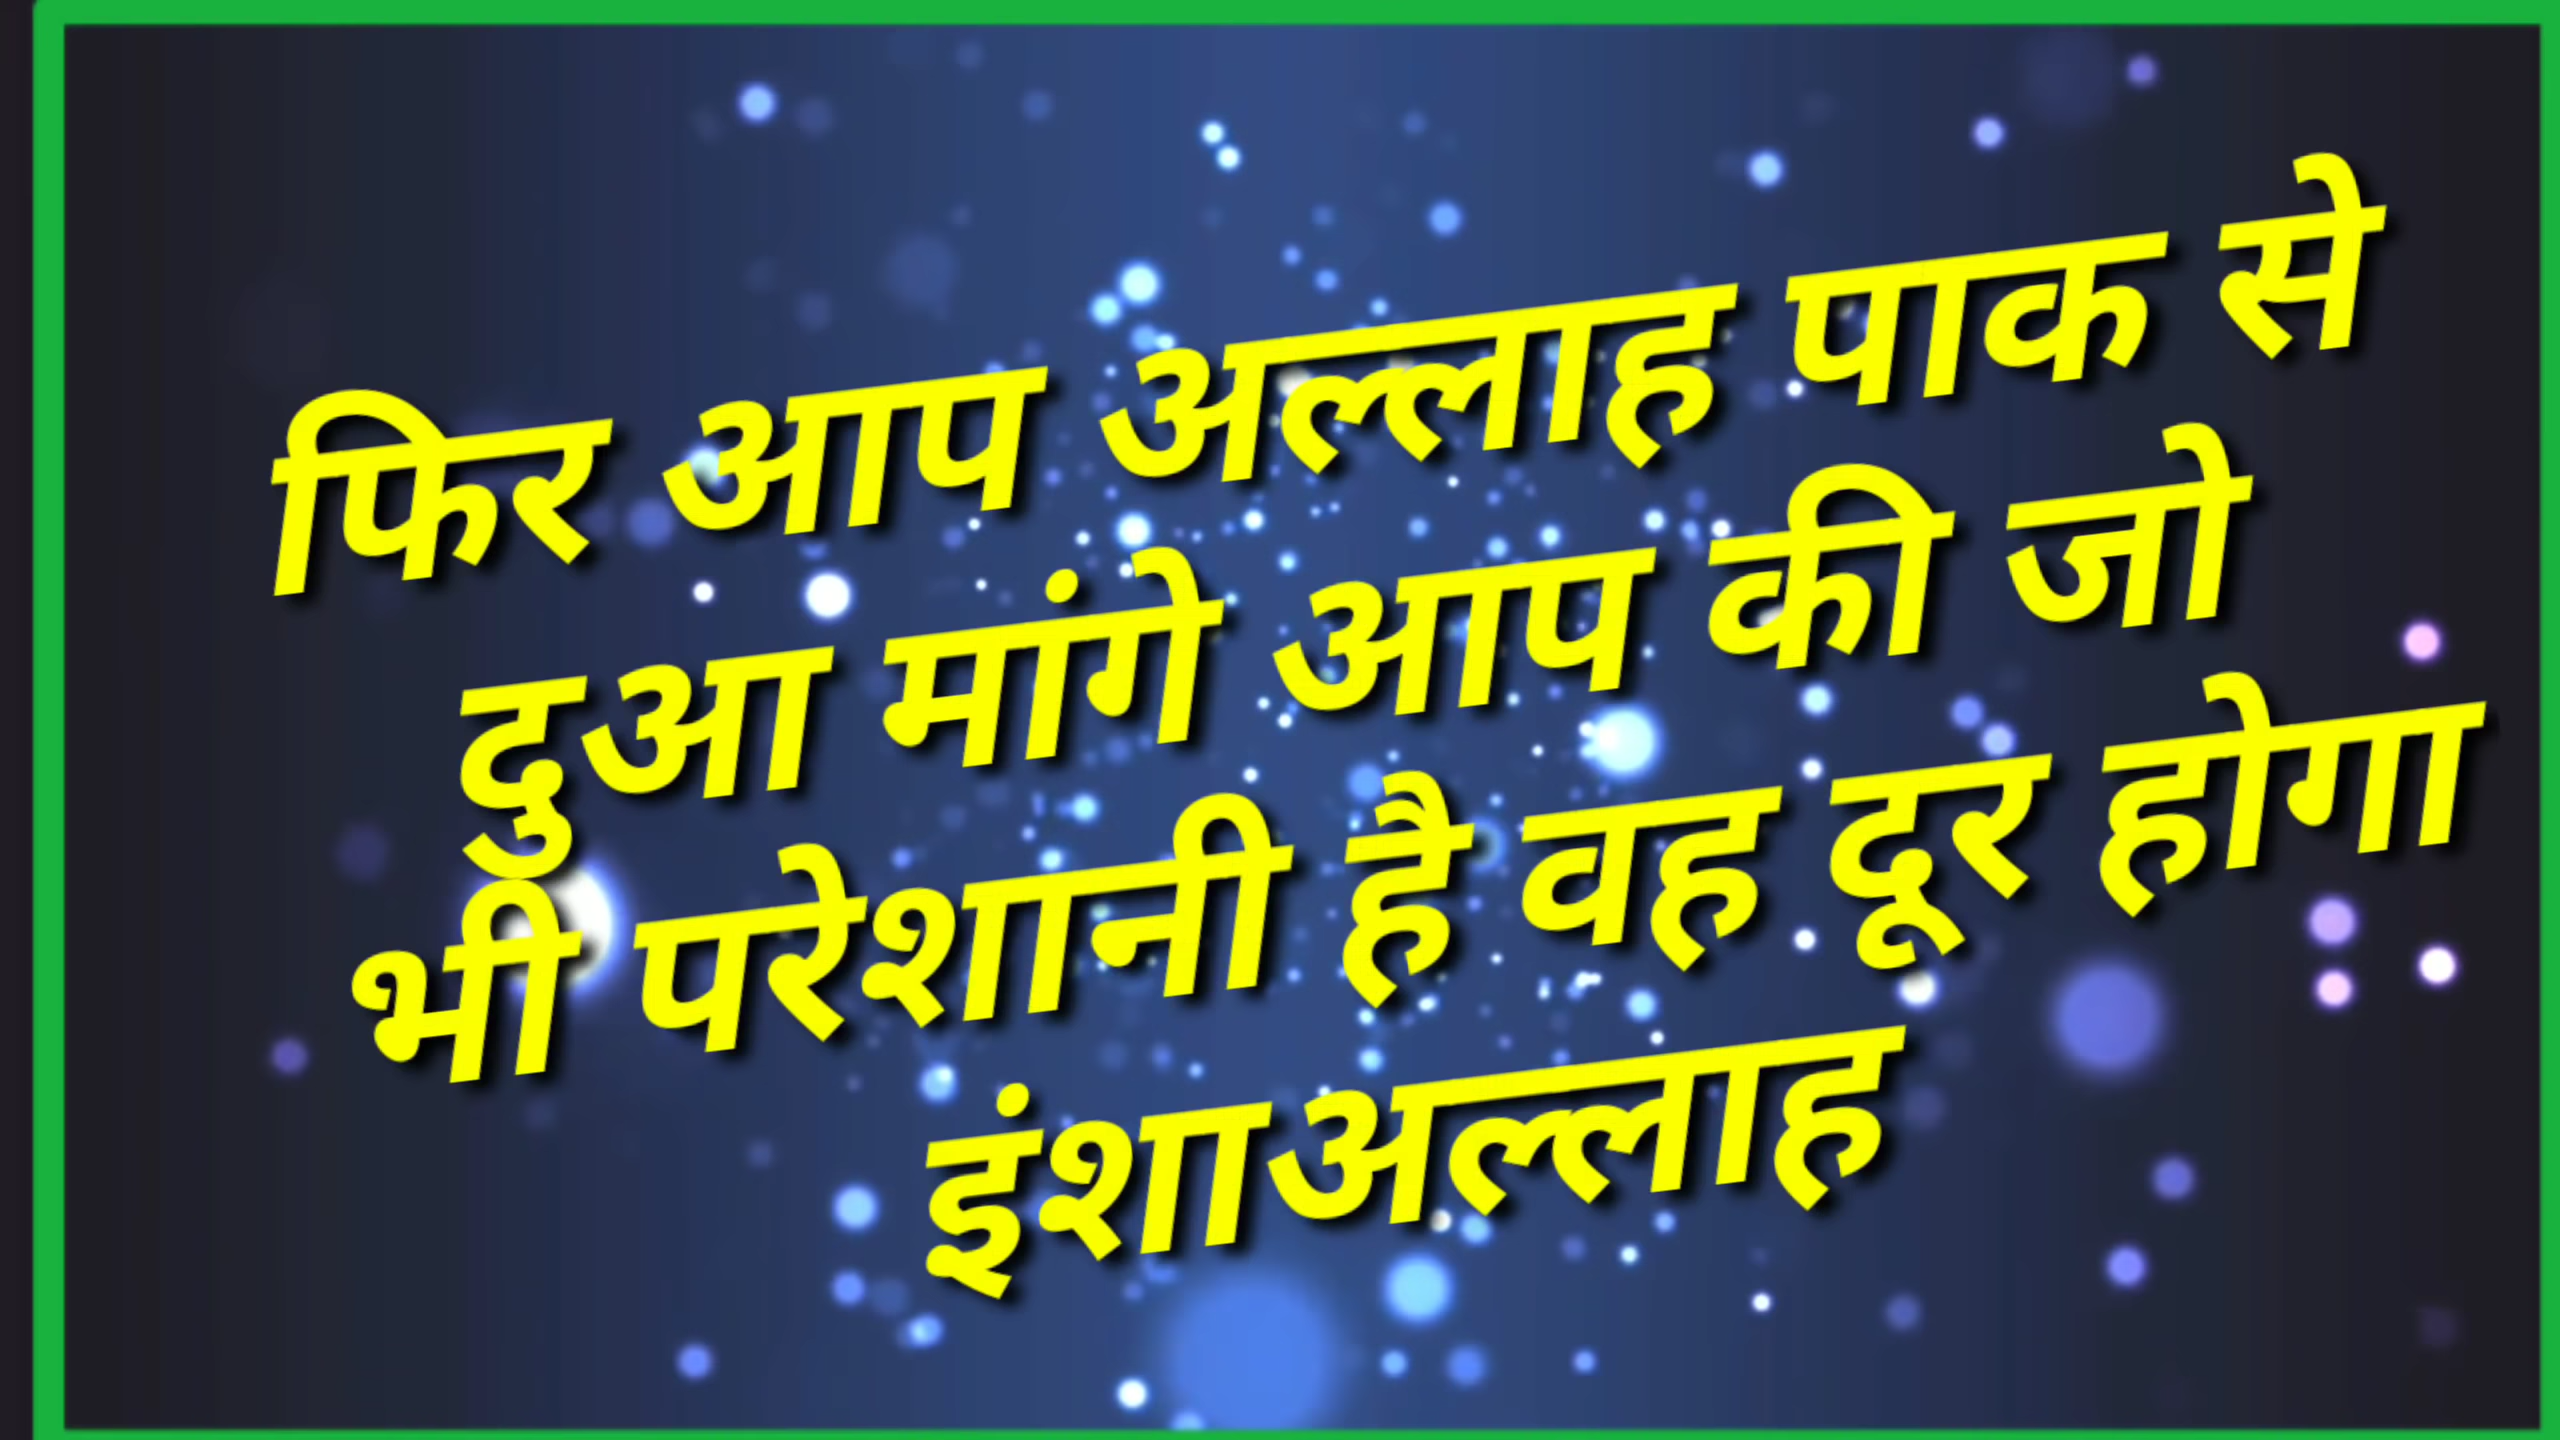 फिर आप अल्लाह पाक से
दुआ मांगे आप की जो
भी परेशानी है वह दूर होगा
इंशाअल्लाह